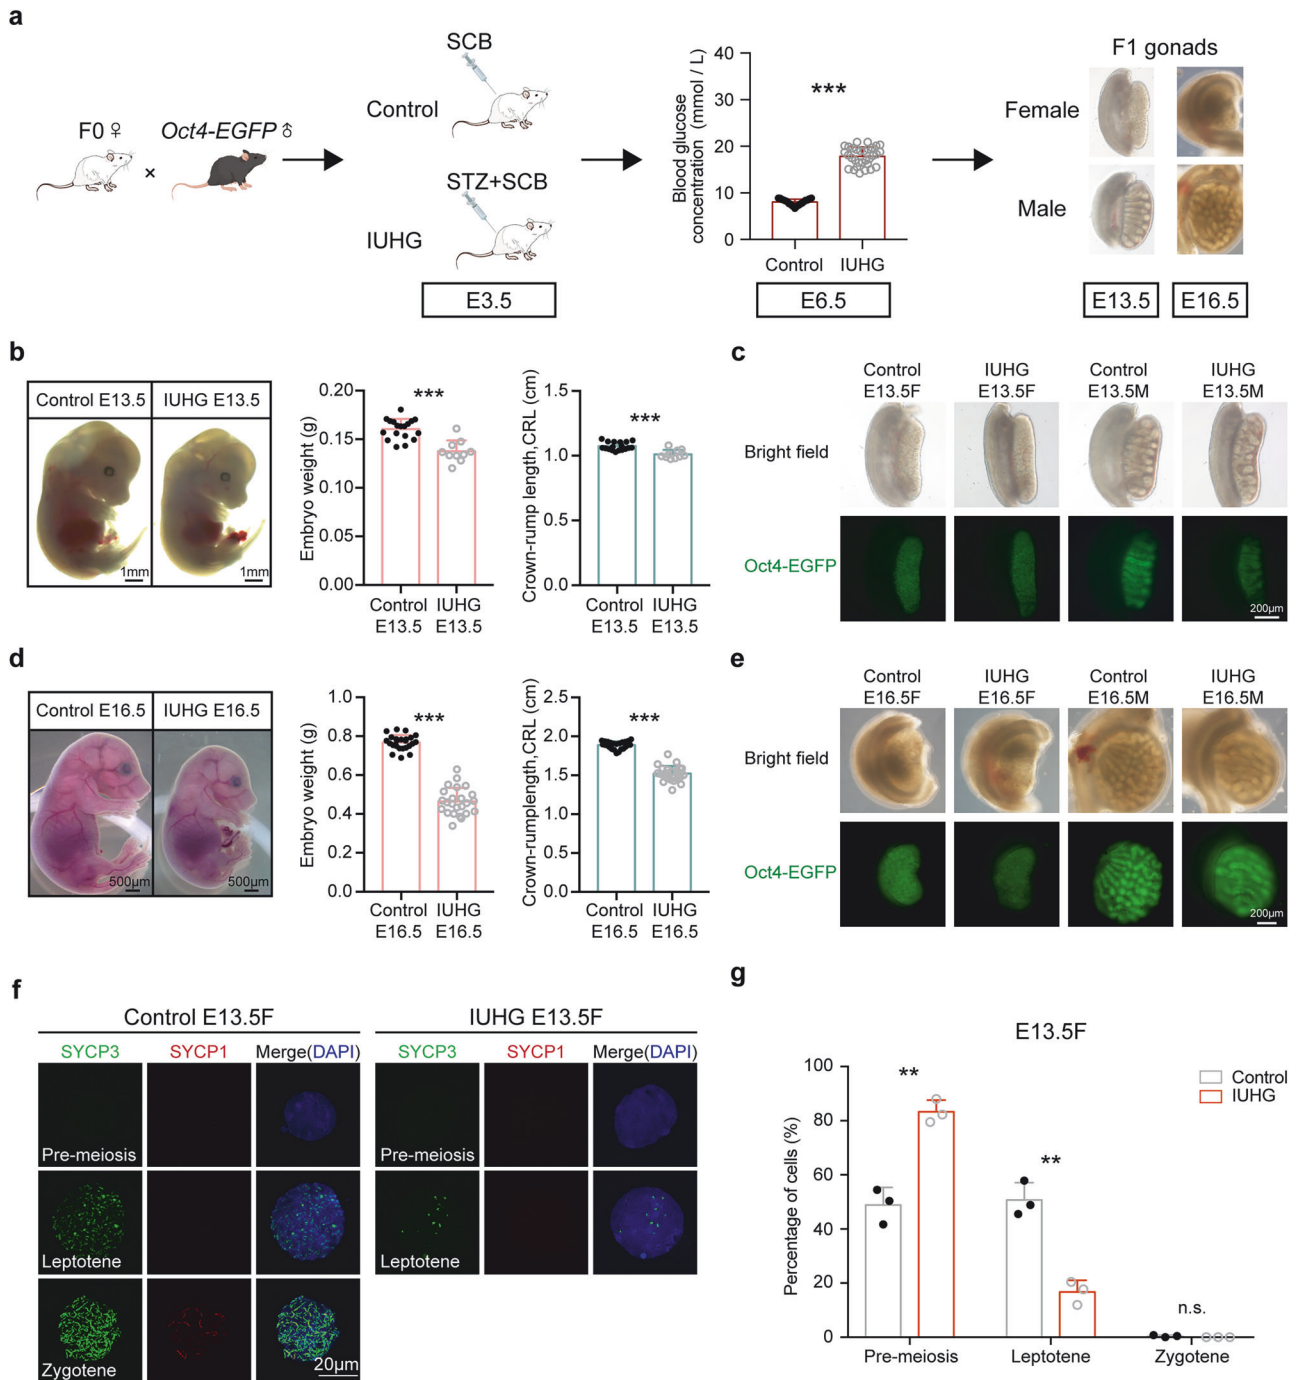 a
F0 ♀
×
Oct4-EGFP ♂
SCB
Control
STZ+SCB
IUHG
E3.5
Blood glucose
concentration (mmol / L)
40
30
20
10
0
***
Control
IUHG
E6.5
F1 gonads
Female
Male
E13.5
E16.5
b
Control E13.5
IUHG E13.5
1mm
1mm
Embryo weight (g)
0.20
0.15
0.10
0.05
0.00
***
Control
E13.5
IUHG
E13.5
Crown-rump length,CRL (cm)
1.5
1.0
0.5
0.0
***
Control
E13.5
IUHG
E13.5
c
Control
E13.5F
IUHG
E13.5F
Control
E13.5M
IUHG
E13.5M
Bright field
Oct4-EGFP
200μm
d
Control E16.5
IUHG E16.5
500μm
500μm
Embryo weight (g)
1.0
0.8
0.6
0.4
0.2
0.0
***
Control
E16.5
IUHG
E16.5
Crown-rumplength,CRL (cm)
2.5
2.0
1.5
1.0
0.5
0.0
***
Control
E16.5
IUHG
E16.5
e
Control
E16.5F
IUHG
E16.5F
Control
E16.5M
IUHG
E16.5M
Bright field
Oct4-EGFP
200μm
f
Control E13.5F
IUHG E13.5F
SYCP3
SYCP1
Merge(DAPI)
SYCP3
SYCP1
Merge(DAPI)
Pre-meiosis
Pre-meiosis
Leptotene
Leptotene
Zygotene
20μm
g
E13.5F
Percentage of cells (%)
100
80
60
40
20
0
**
**
n.s.
Control
IUHG
Pre-meiosis
Leptotene
Zygotene